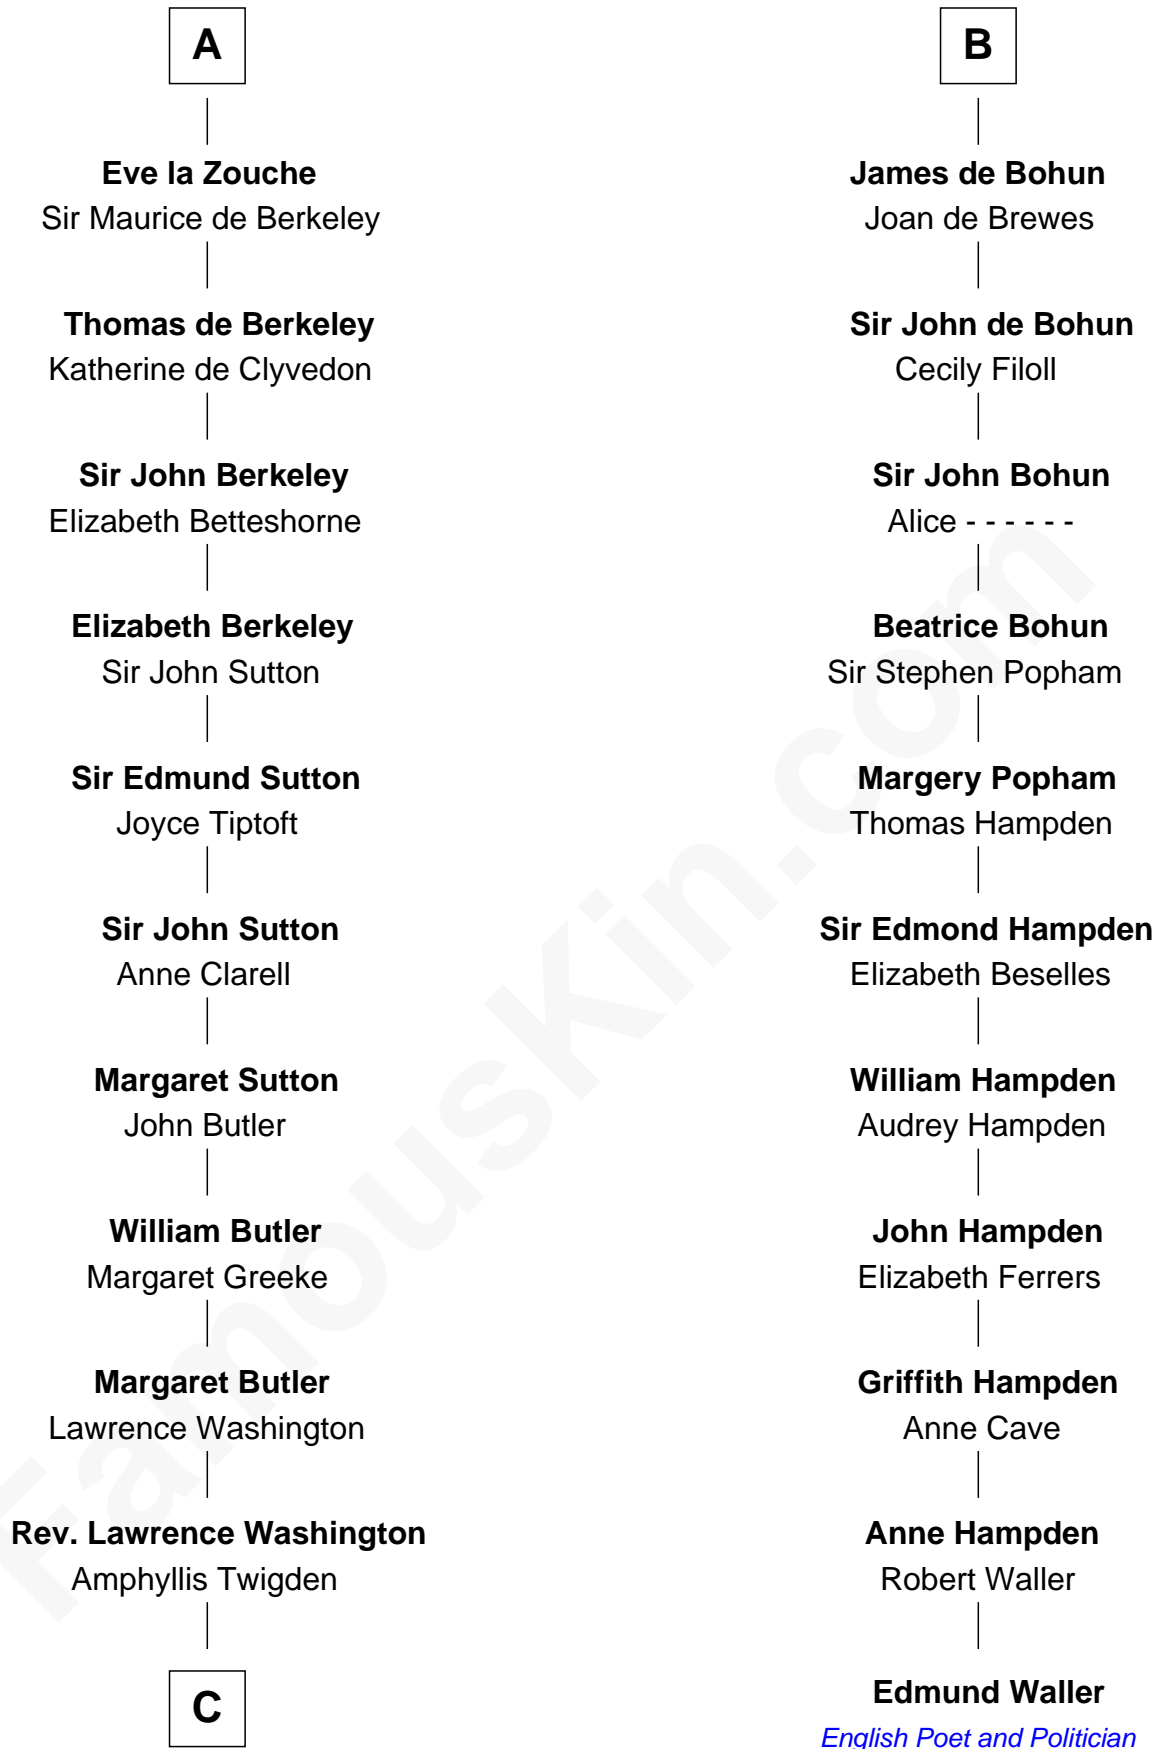 A
Eve la Zouche
Sir Maurice de Berkeley
Thomas de Berkeley
Katherine de Clyvedon
Sir John Berkeley
Elizabeth Betteshorne
Elizabeth Berkeley
Sir John Sutton
Sir Edmund Sutton
Joyce Tiptoft
Sir John Sutton
Anne Clarell
Margaret Sutton
John Butler
William Butler
Margaret Greeke
Margaret Butler
Lawrence Washington
Rev. Lawrence Washington
Amphyllis Twigden
C
B
James de Bohun
Joan de Brewes
Sir John de Bohun
Cecily Filoll
Sir John Bohun
Alice - - - - - -
Beatrice Bohun
Sir Stephen Popham
Margery Popham
Thomas Hampden
Sir Edmond Hampden
Elizabeth Beselles
William Hampden
Audrey Hampden
John Hampden
Elizabeth Ferrers
Griffith Hampden
Anne Cave
Anne Hampden
Robert Waller
Edmund Waller
English Poet and Politician
FamousKin.com